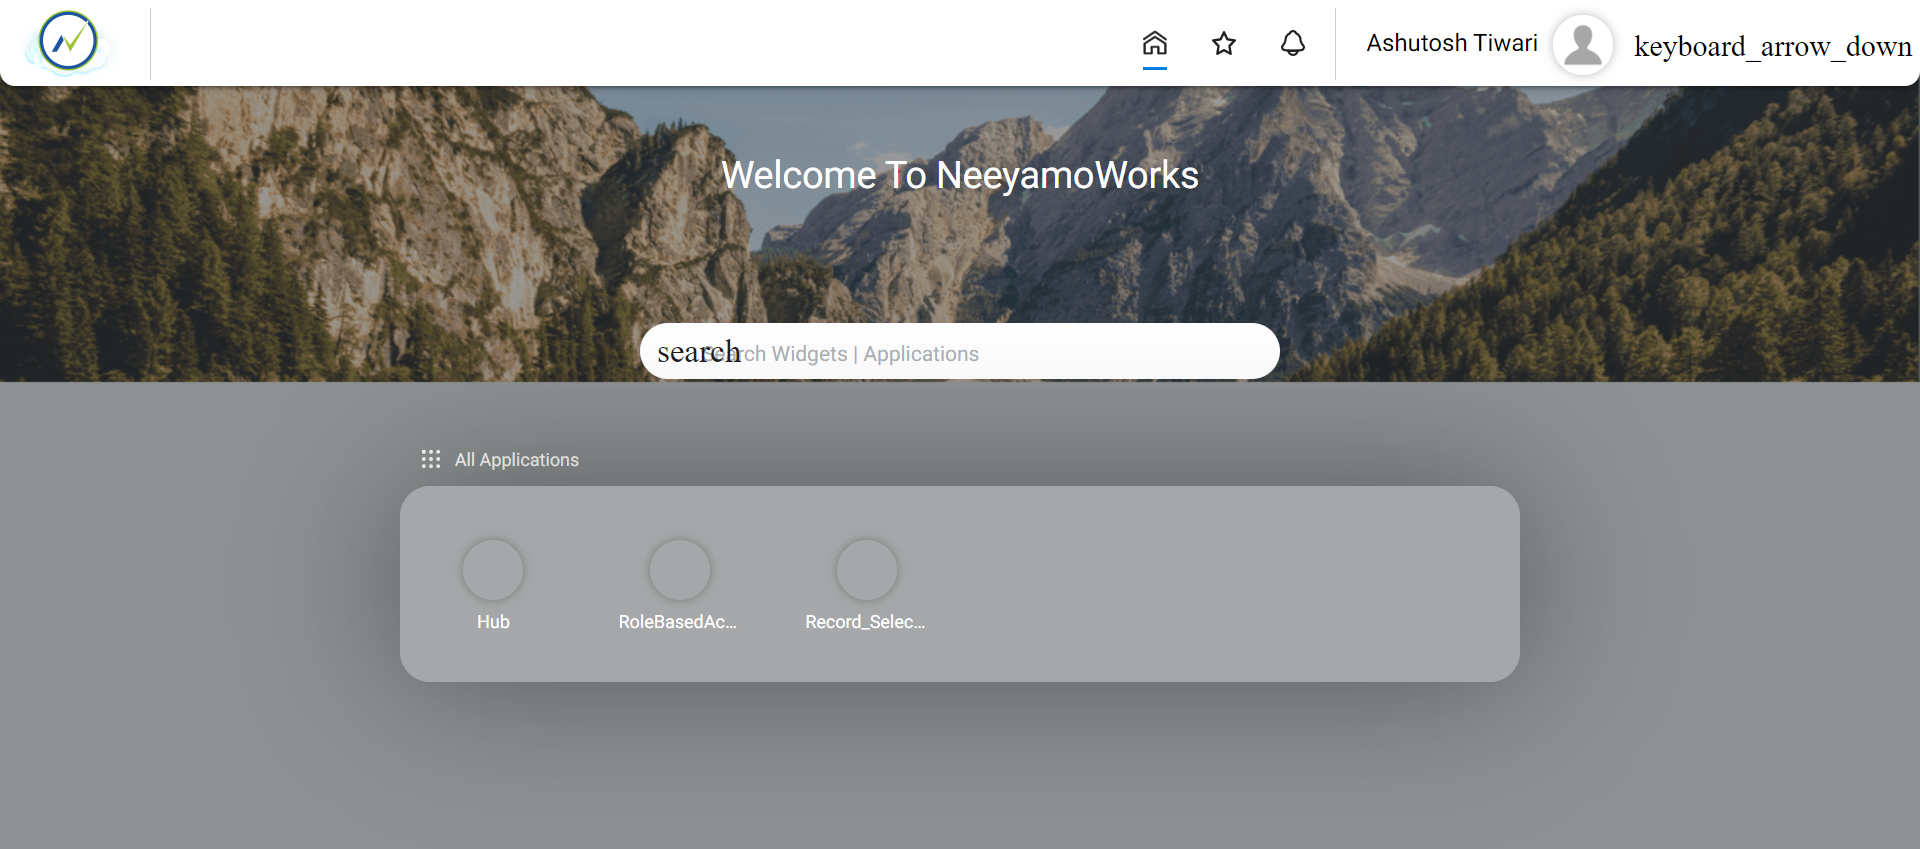 Ashutosh Tiwari keyboard_arrow_down
Welcome To NeeyamoWorks
search Search Widgets | Applications
All Applications
Hub RoleBasedAc... Record_Selec...